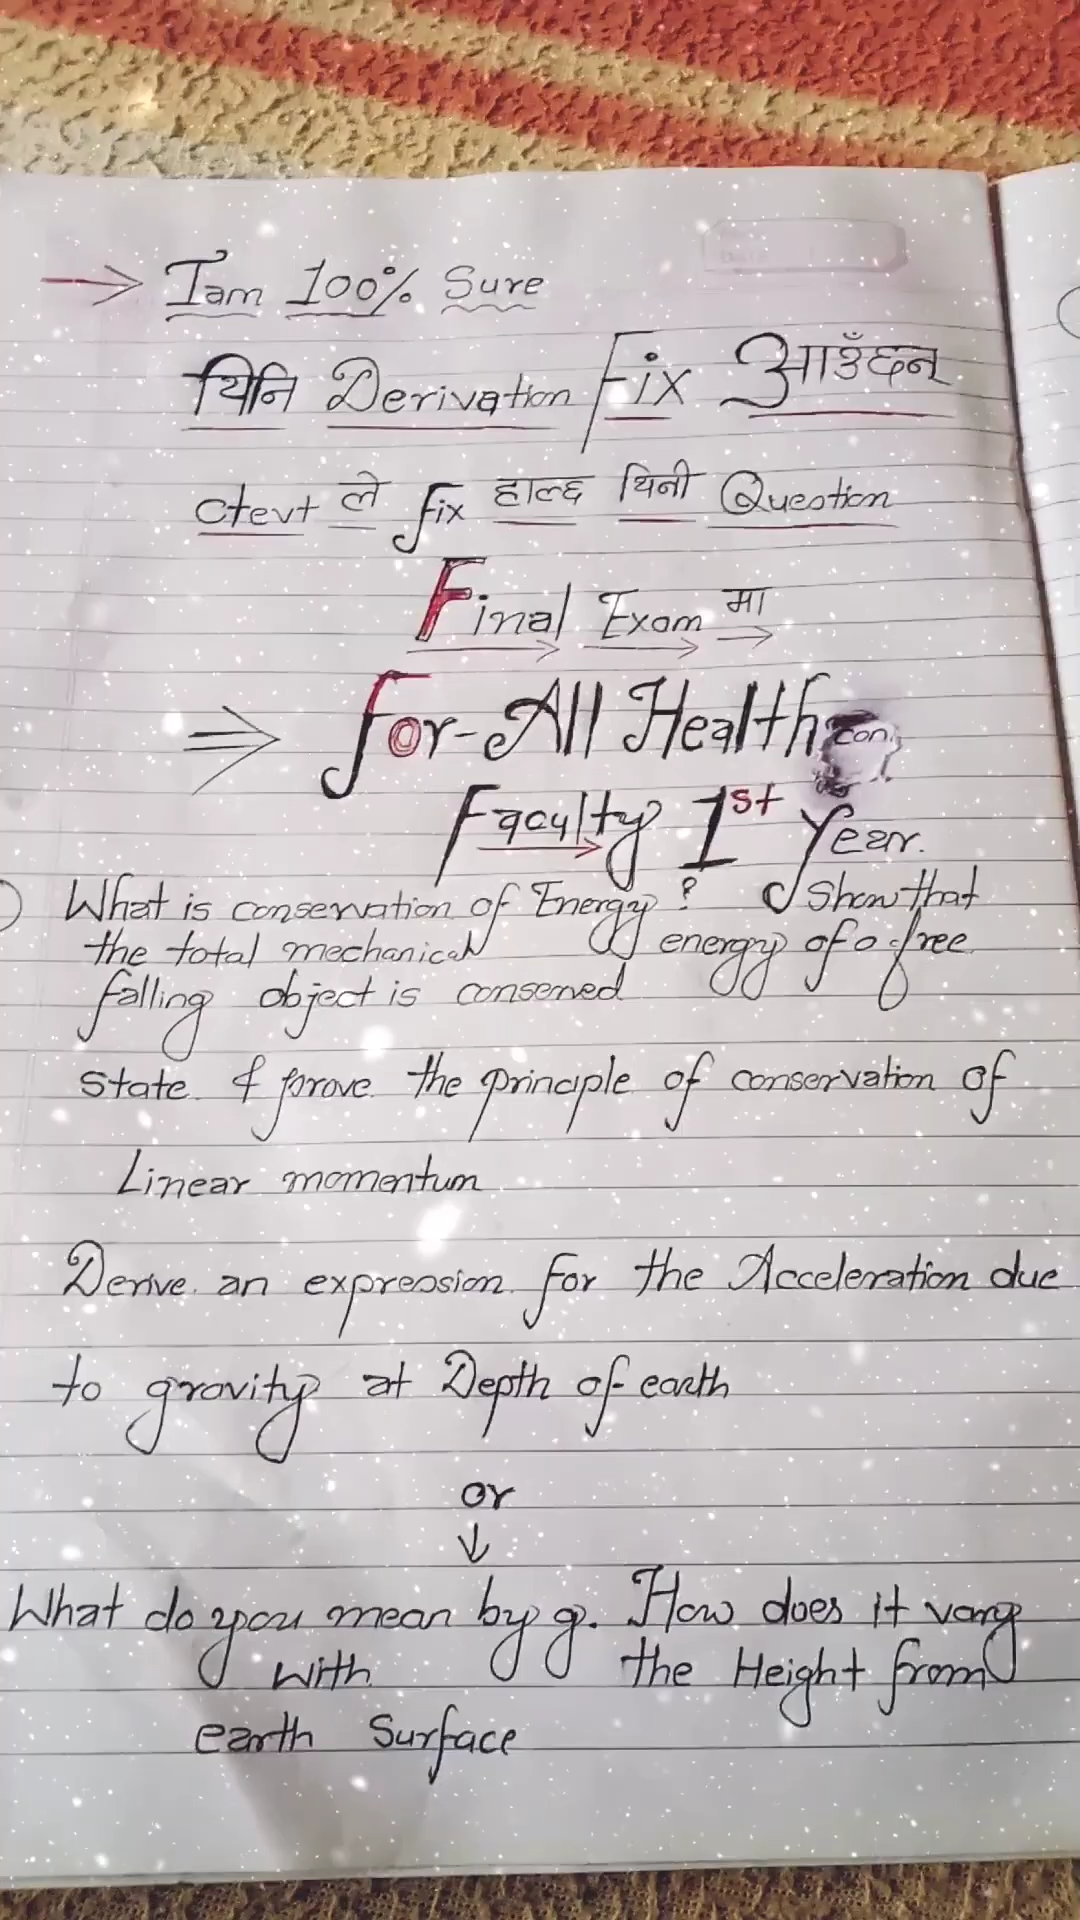 → I am 100% Sure
यिनि Derivation Fix आउँछन्
ctevt ले fix हाल्छ यिनी Question
Final Exam मा
⇒ For-All Health con.
Faculty 1st Year.
What is conservation of Energy? Show that
the total mechanical energy of a free
falling object is conserved
State & prove the principle of conservation of
Linear momentum
Derive an expression for the Acceleration due
to gravity at Depth of earth
or
↓
What do you mean by g. How does it vary
with the Height from
earth Surface